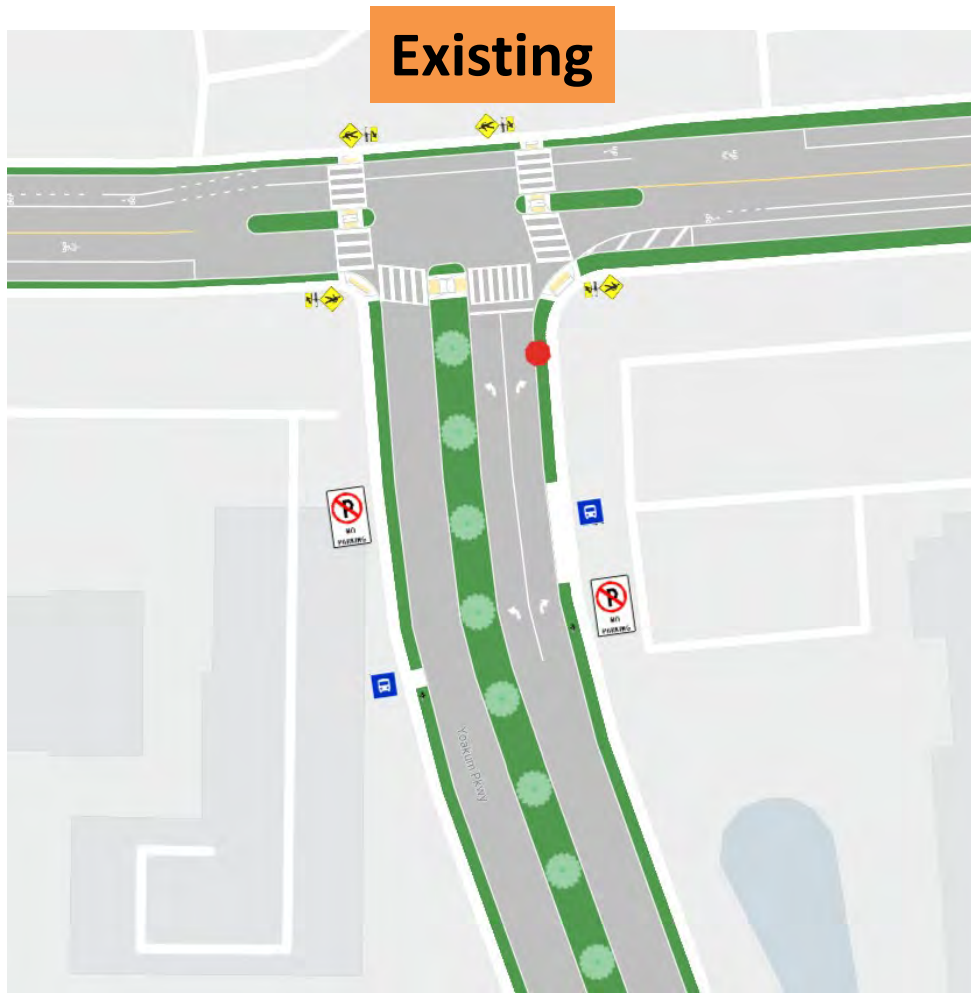 Existing
P
NO
PARKING
P
NO
PARKING
Yoakum Pkwy